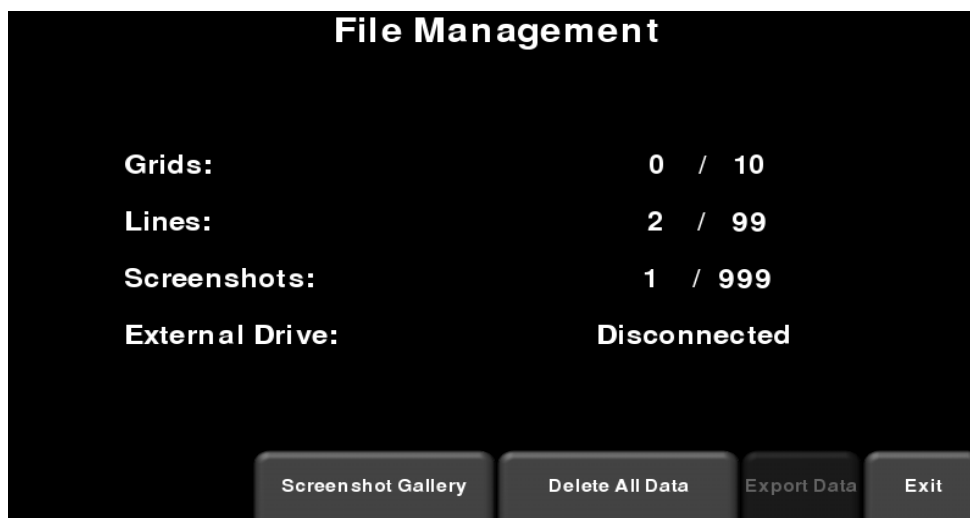 File Management
Grids: 0 / 10
Lines: 2 / 99
Screenshots: 1 / 999
External Drive: Disconnected
Screenshot Gallery Delete All Data Export Data Exit